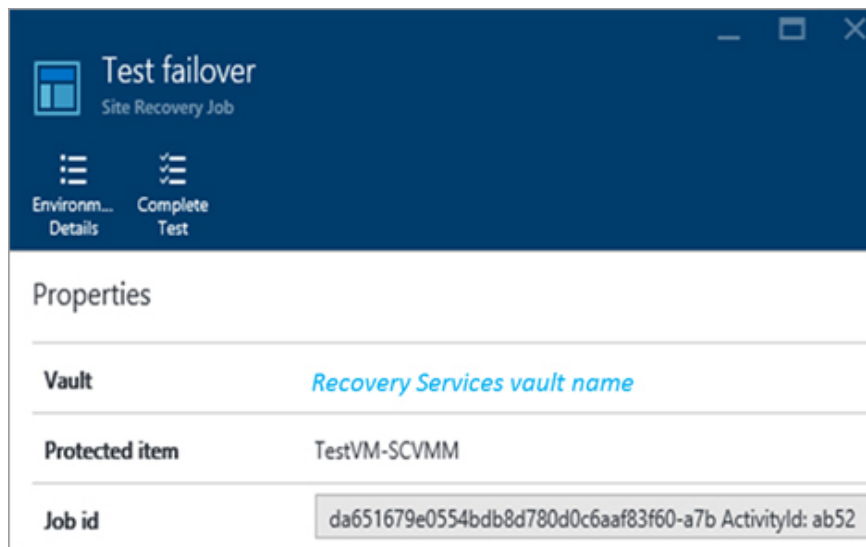 Test failover
Site Recovery Job
Environm...
Details
Complete
Test
Properties
Vault Recovery Services vault name
Protected item TestVM-SCVMM
Job id da651679e0554bdb8d780d0c6aaf83f60-a7b ActivityId: ab52